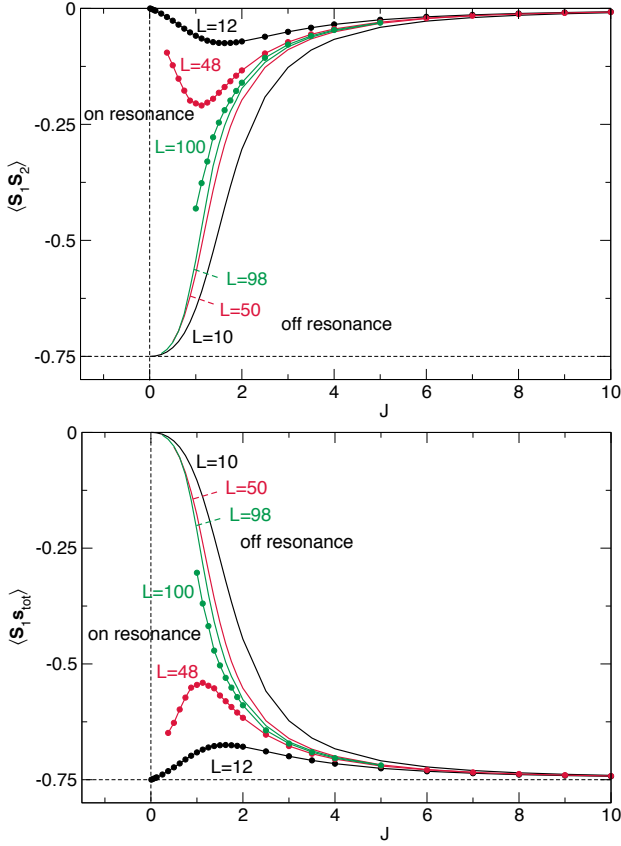 0
L=12
L=48
on resonance
-0.25
L=100
⟨S₁S₂⟩
-0.5
L=98
L=50
off resonance
L=10
-0.75
0 2 4 6 8 10
J
0
L=10
L=50
L=98
off resonance
-0.25
L=100
⟨S₁s_tot⟩
on resonance
-0.5
L=48
L=12
-0.75
0 2 4 6 8 10
J